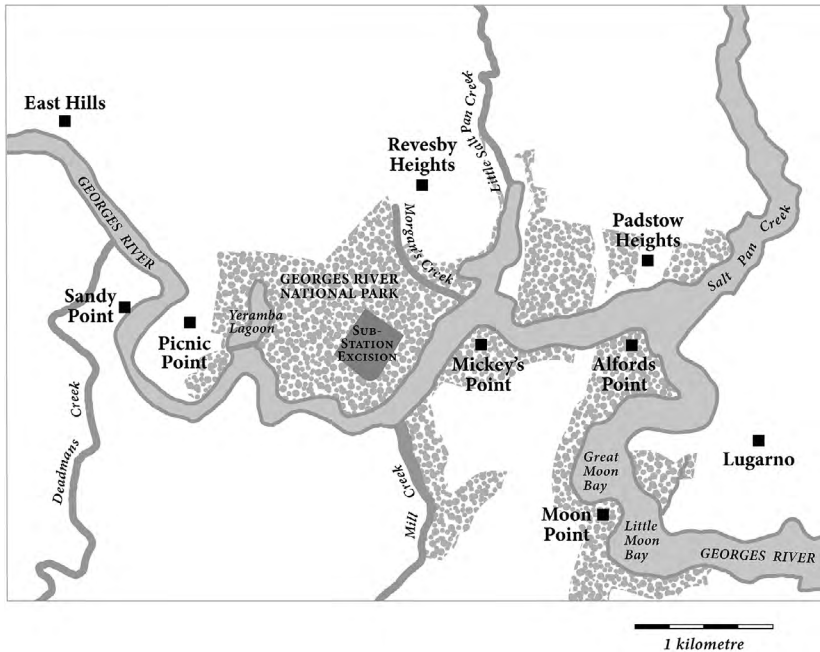 East Hills
GEORGES RIVER
Revesby
Heights
Little Salt Pan Creek
Morgan's Creek
Padstow
Heights
Salt Pan Creek
GEORGES RIVER
NATIONAL PARK
Sandy
Point
Picnic
Point
Yeramba
Lagoon
SUB-
STATION
EXCISION
Mickey's
Point
Alfords
Point
Deadmans Creek
Mill Creek
Great
Moon
Bay
Lugarno
Moon
Point
Little
Moon
Bay
GEORGES RIVER
1 kilometre